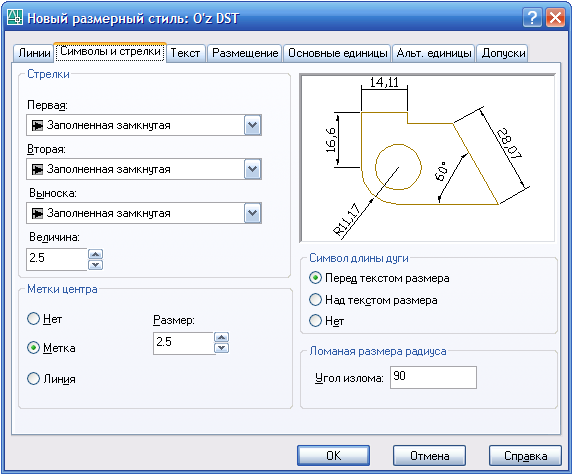 Новый размерный стиль: O'z DST
Линии Символы и стрелки Текст Размещение Основные единицы Альт. единицы Допуски
Стрелки
Первая:
Заполненная замкнутая
Вторая:
Заполненная замкнутая
Выноска:
Заполненная замкнутая
Величина:
2.5
14,11
16,6
28,07
60°
R11,17
Метки центра
Нет
Метка
Линия
Размер:
2.5
Символ длины дуги
Перед текстом размера
Над текстом размера
Нет
Ломаная размера радиуса
Угол излома: 90
OK Отмена Справка